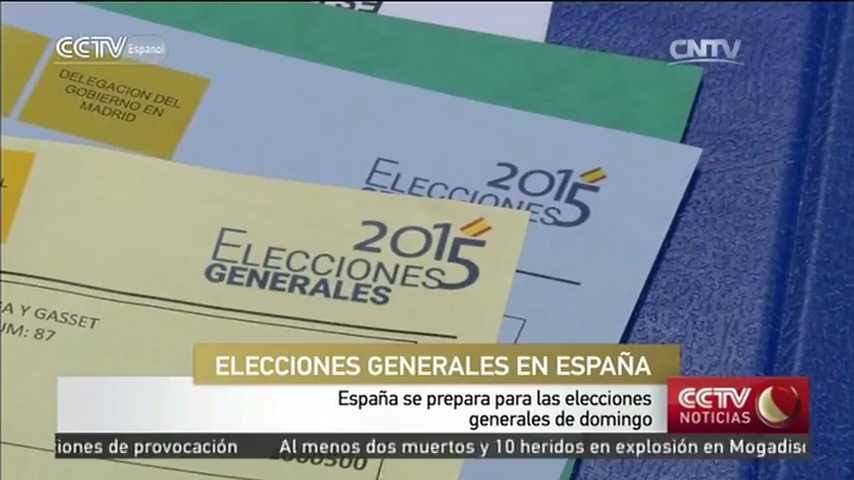 CCTV Español
CNTV
DELEGACION DEL
GOBIERNO EN
MADRID
ELECCIONES 2015
ELECCIONES 2015
GENERALES
A Y GASSET
UM: 87
ELECCIONES GENERALES EN ESPAÑA
España se prepara para las elecciones
generales de domingo
CCTV
NOTICIAS
iones de provocación Al menos dos muertos y 10 heridos en explosión en Mogadisc